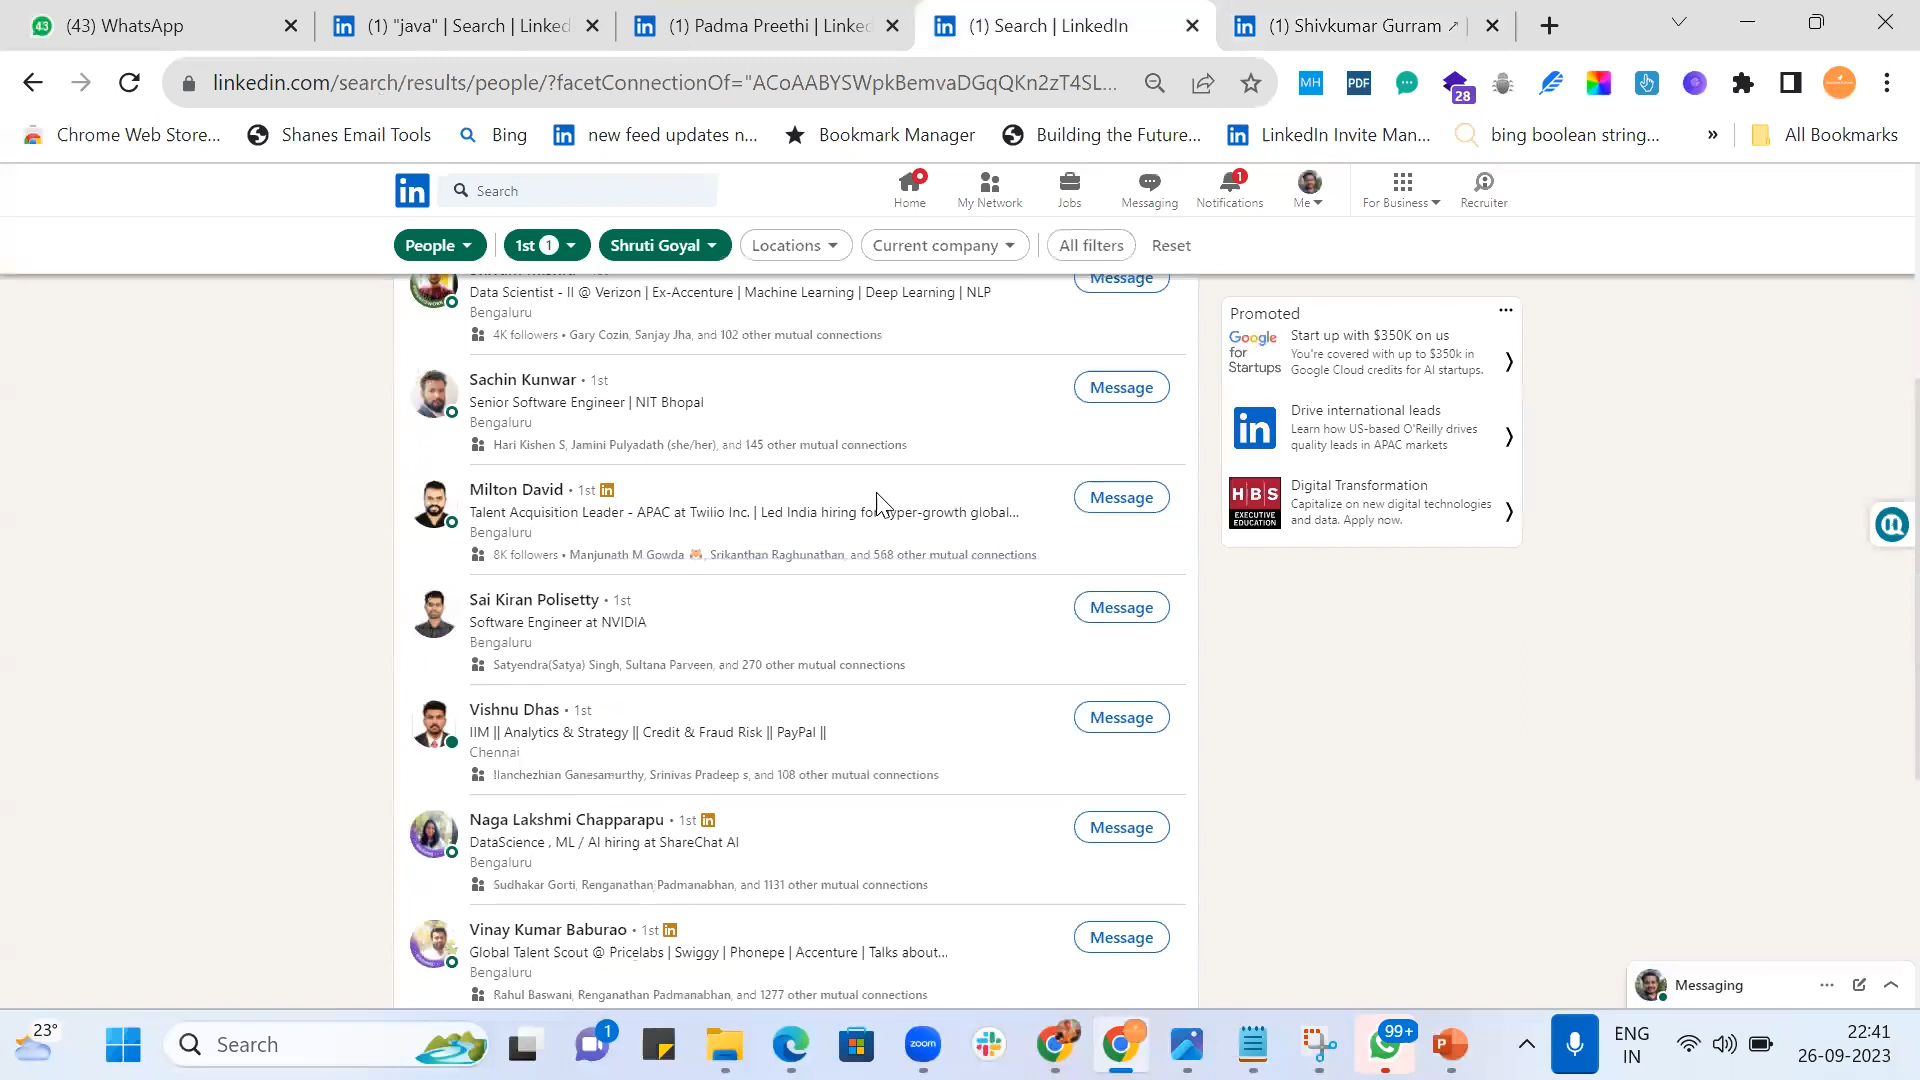 43
(43) WhatsApp
(1) "java" | Search | Linked
(1) Padma Preethi | Linked
(1) Search | LinkedIn
(1) Shivkumar Gurram
linkedin.com/search/results/people/?facetConnectionOf="ACoAABYSWpkBemvaDGqQKn2zT4SL...
MH
PDF
28
Chrome Web Store...
Shanes Email Tools
Bing
new feed updates n...
Bookmark Manager
Building the Future...
LinkedIn Invite Man...
bing boolean string...
»
All Bookmarks
in
Search
Home
My Network
Jobs
Messaging
1
Notifications
Me
For Business
Recruiter
People
1st 1
Shruti Goyal
Locations
Current company
All filters
Reset
Message
Data Scientist - II @ Verizon | Ex-Accenture | Machine Learning | Deep Learning | NLP
Bengaluru
4K followers • Gary Cozin, Sanjay Jha, and 102 other mutual connections
Sachin Kunwar • 1st
Message
Senior Software Engineer | NIT Bhopal
Bengaluru
Hari Kishen S, Jamini Pulyadath (she/her), and 145 other mutual connections
Milton David • 1st in
Message
Talent Acquisition Leader - APAC at Twilio Inc. | Led India hiring for hyper-growth global...
Bengaluru
8K followers • Manjunath M Gowda 🐹, Srikanthan Raghunathan, and 568 other mutual connections
Sai Kiran Polisetty • 1st
Message
Software Engineer at NVIDIA
Bengaluru
Satyendra(Satya) Singh, Sultana Parveen, and 270 other mutual connections
Vishnu Dhas • 1st
Message
IIM || Analytics & Strategy || Credit & Fraud Risk || PayPal ||
Chennai
Ilanchezhian Ganesamurthy, Srinivas Pradeep s, and 108 other mutual connections
Naga Lakshmi Chapparapu • 1st in
Message
DataScience , ML / AI hiring at ShareChat AI
Bengaluru
Sudhakar Gorti, Renganathan Padmanabhan, and 1131 other mutual connections
Vinay Kumar Baburao • 1st in
Message
Global Talent Scout @ Pricelabs | Swiggy | Phonepe | Accenture | Talks about...
Bengaluru
Rahul Baswani, Renganathan Padmanabhan, and 1277 other mutual connections
Promoted
Google for Startups
Start up with $350K on us
You're covered with up to $350k in
Google Cloud credits for AI startups.
in
Drive international leads
Learn how US-based O'Reilly drives
quality leads in APAC markets
HBS
EXECUTIVE
EDUCATION
Digital Transformation
Capitalize on new digital technologies
and data. Apply now.
Messaging
23°
Search
1
zoom
99+
P
ENG
IN
22:41
26-09-2023